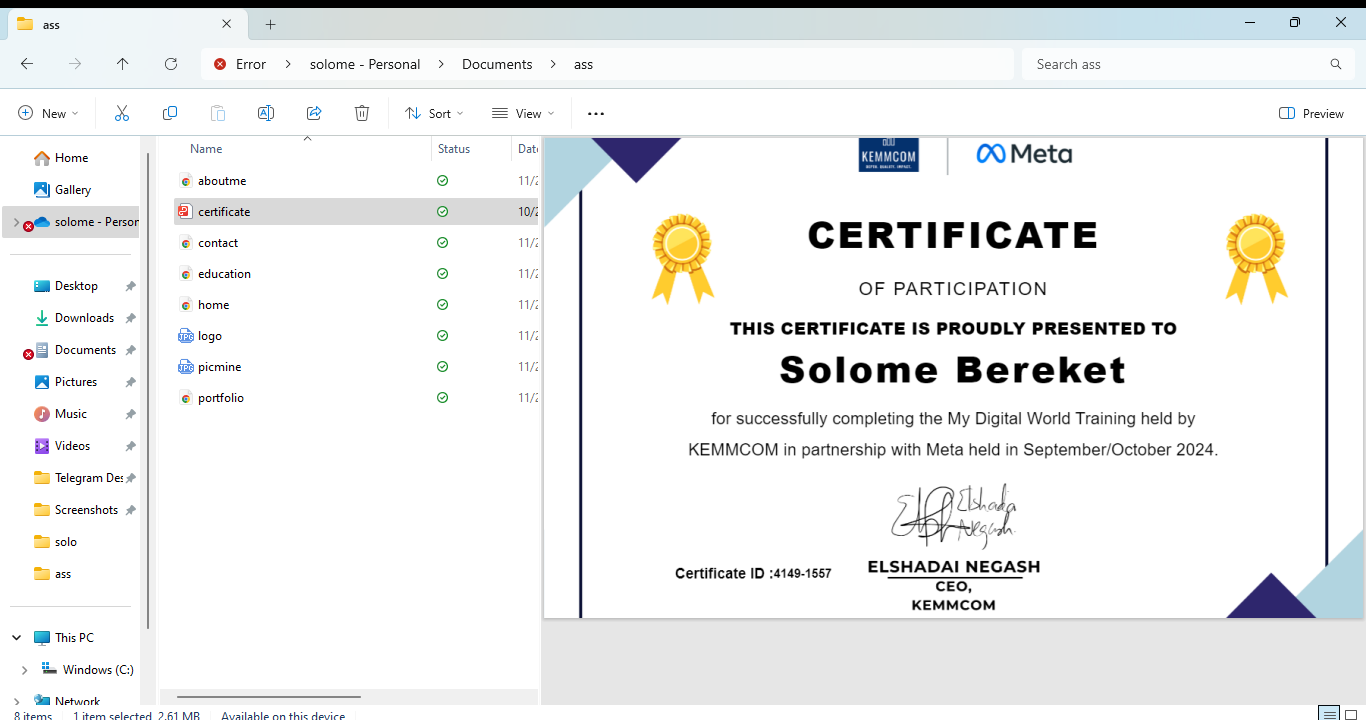 ass
Error > solome - Personal > Documents > ass
Search ass
New
Sort
View
Preview
Home
Gallery
solome - Person
Desktop
Downloads
Documents
Pictures
Music
Videos
Telegram Des
Screenshots
solo
ass
This PC
Windows (C:)
Network
Name Status Date
aboutme 11/2
certificate 10/2
contact 11/2
education 11/2
home 11/2
logo 11/2
picmine 11/2
portfolio 11/2
KEMMCOM
Meta
CERTIFICATE
OF PARTICIPATION
THIS CERTIFICATE IS PROUDLY PRESENTED TO
Solome Bereket
for successfully completing the My Digital World Training held by
KEMMCOM in partnership with Meta held in September/October 2024.
Elshadai
Negash
Certificate ID :4149-1557
ELSHADAI NEGASH
CEO,
KEMMCOM
8 items 1 item selected 2.61 MB Available on this device